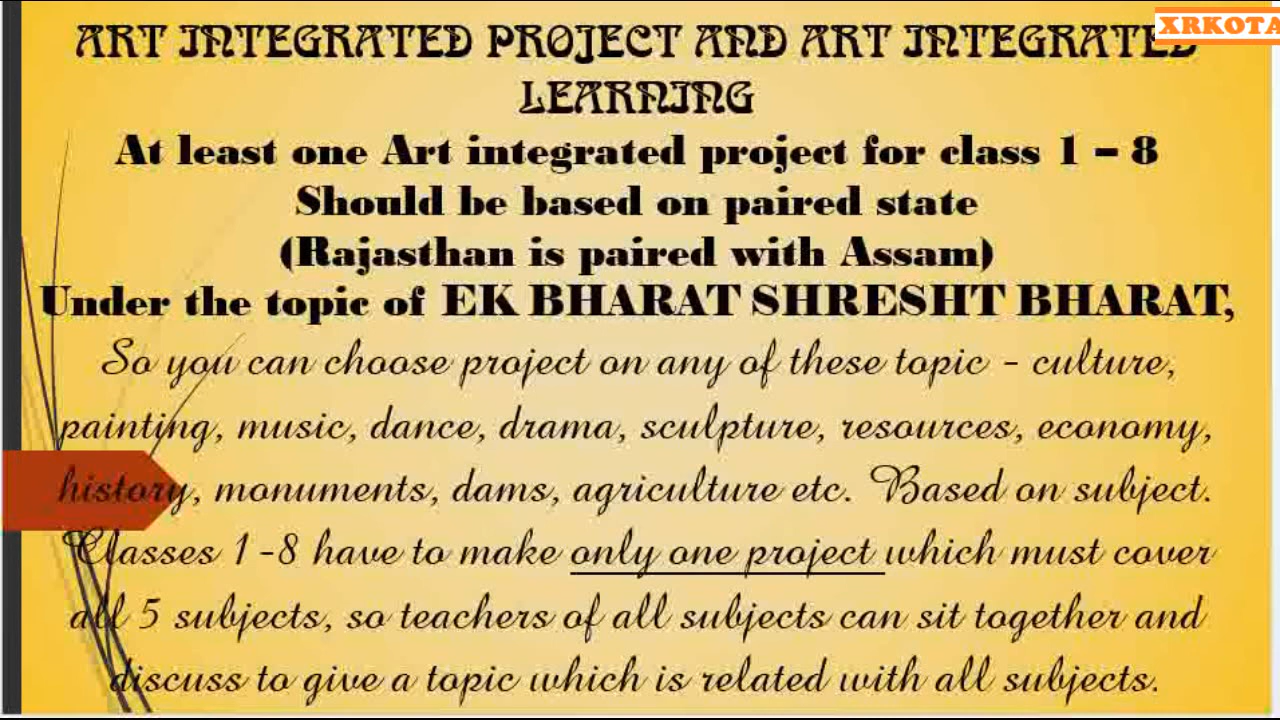 XRKOTA
ART INTEGRATED PROJECT AND ART INTEGRATED
LEARNING
At least one Art integrated project for class 1 – 8
Should be based on paired state
(Rajasthan is paired with Assam)
Under the topic of EK BHARAT SHRESHT BHARAT,
So you can choose project on any of these topic - culture,
painting, music, dance, drama, sculpture, resources, economy,
history, monuments, dams, agriculture etc. Based on subject.
Classes 1 -8 have to make only one project which must cover
all 5 subjects, so teachers of all subjects can sit together and
discuss to give a topic which is related with all subjects.